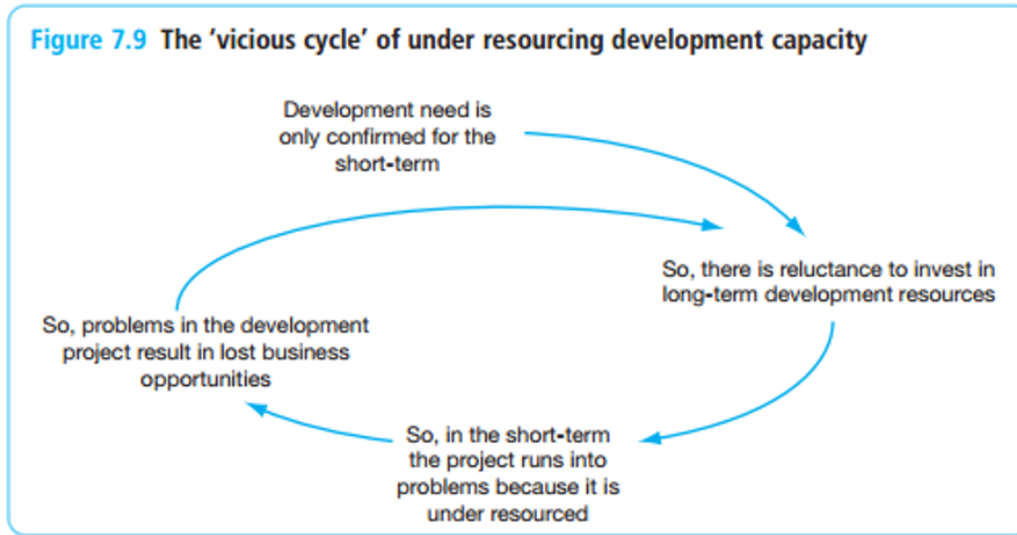 Figure 7.9 The 'vicious cycle' of under resourcing development capacity
Development need is
only confirmed for the
short-term
So, there is reluctance to invest in
long-term development resources
So, in the short-term
the project runs into
problems because it is
under resourced
So, problems in the development
project result in lost business
opportunities